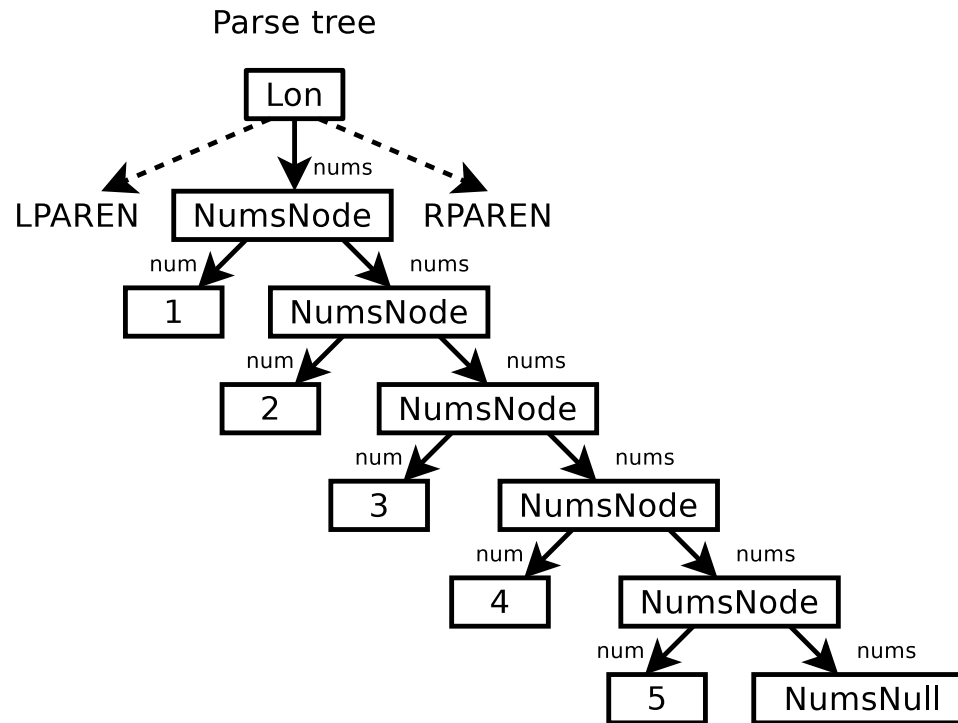 Parse tree
Lon
nums
LPAREN NumsNode RPAREN
num nums
1 NumsNode
num nums
2 NumsNode
num nums
3 NumsNode
num nums
4 NumsNode
num nums
5 NumsNull